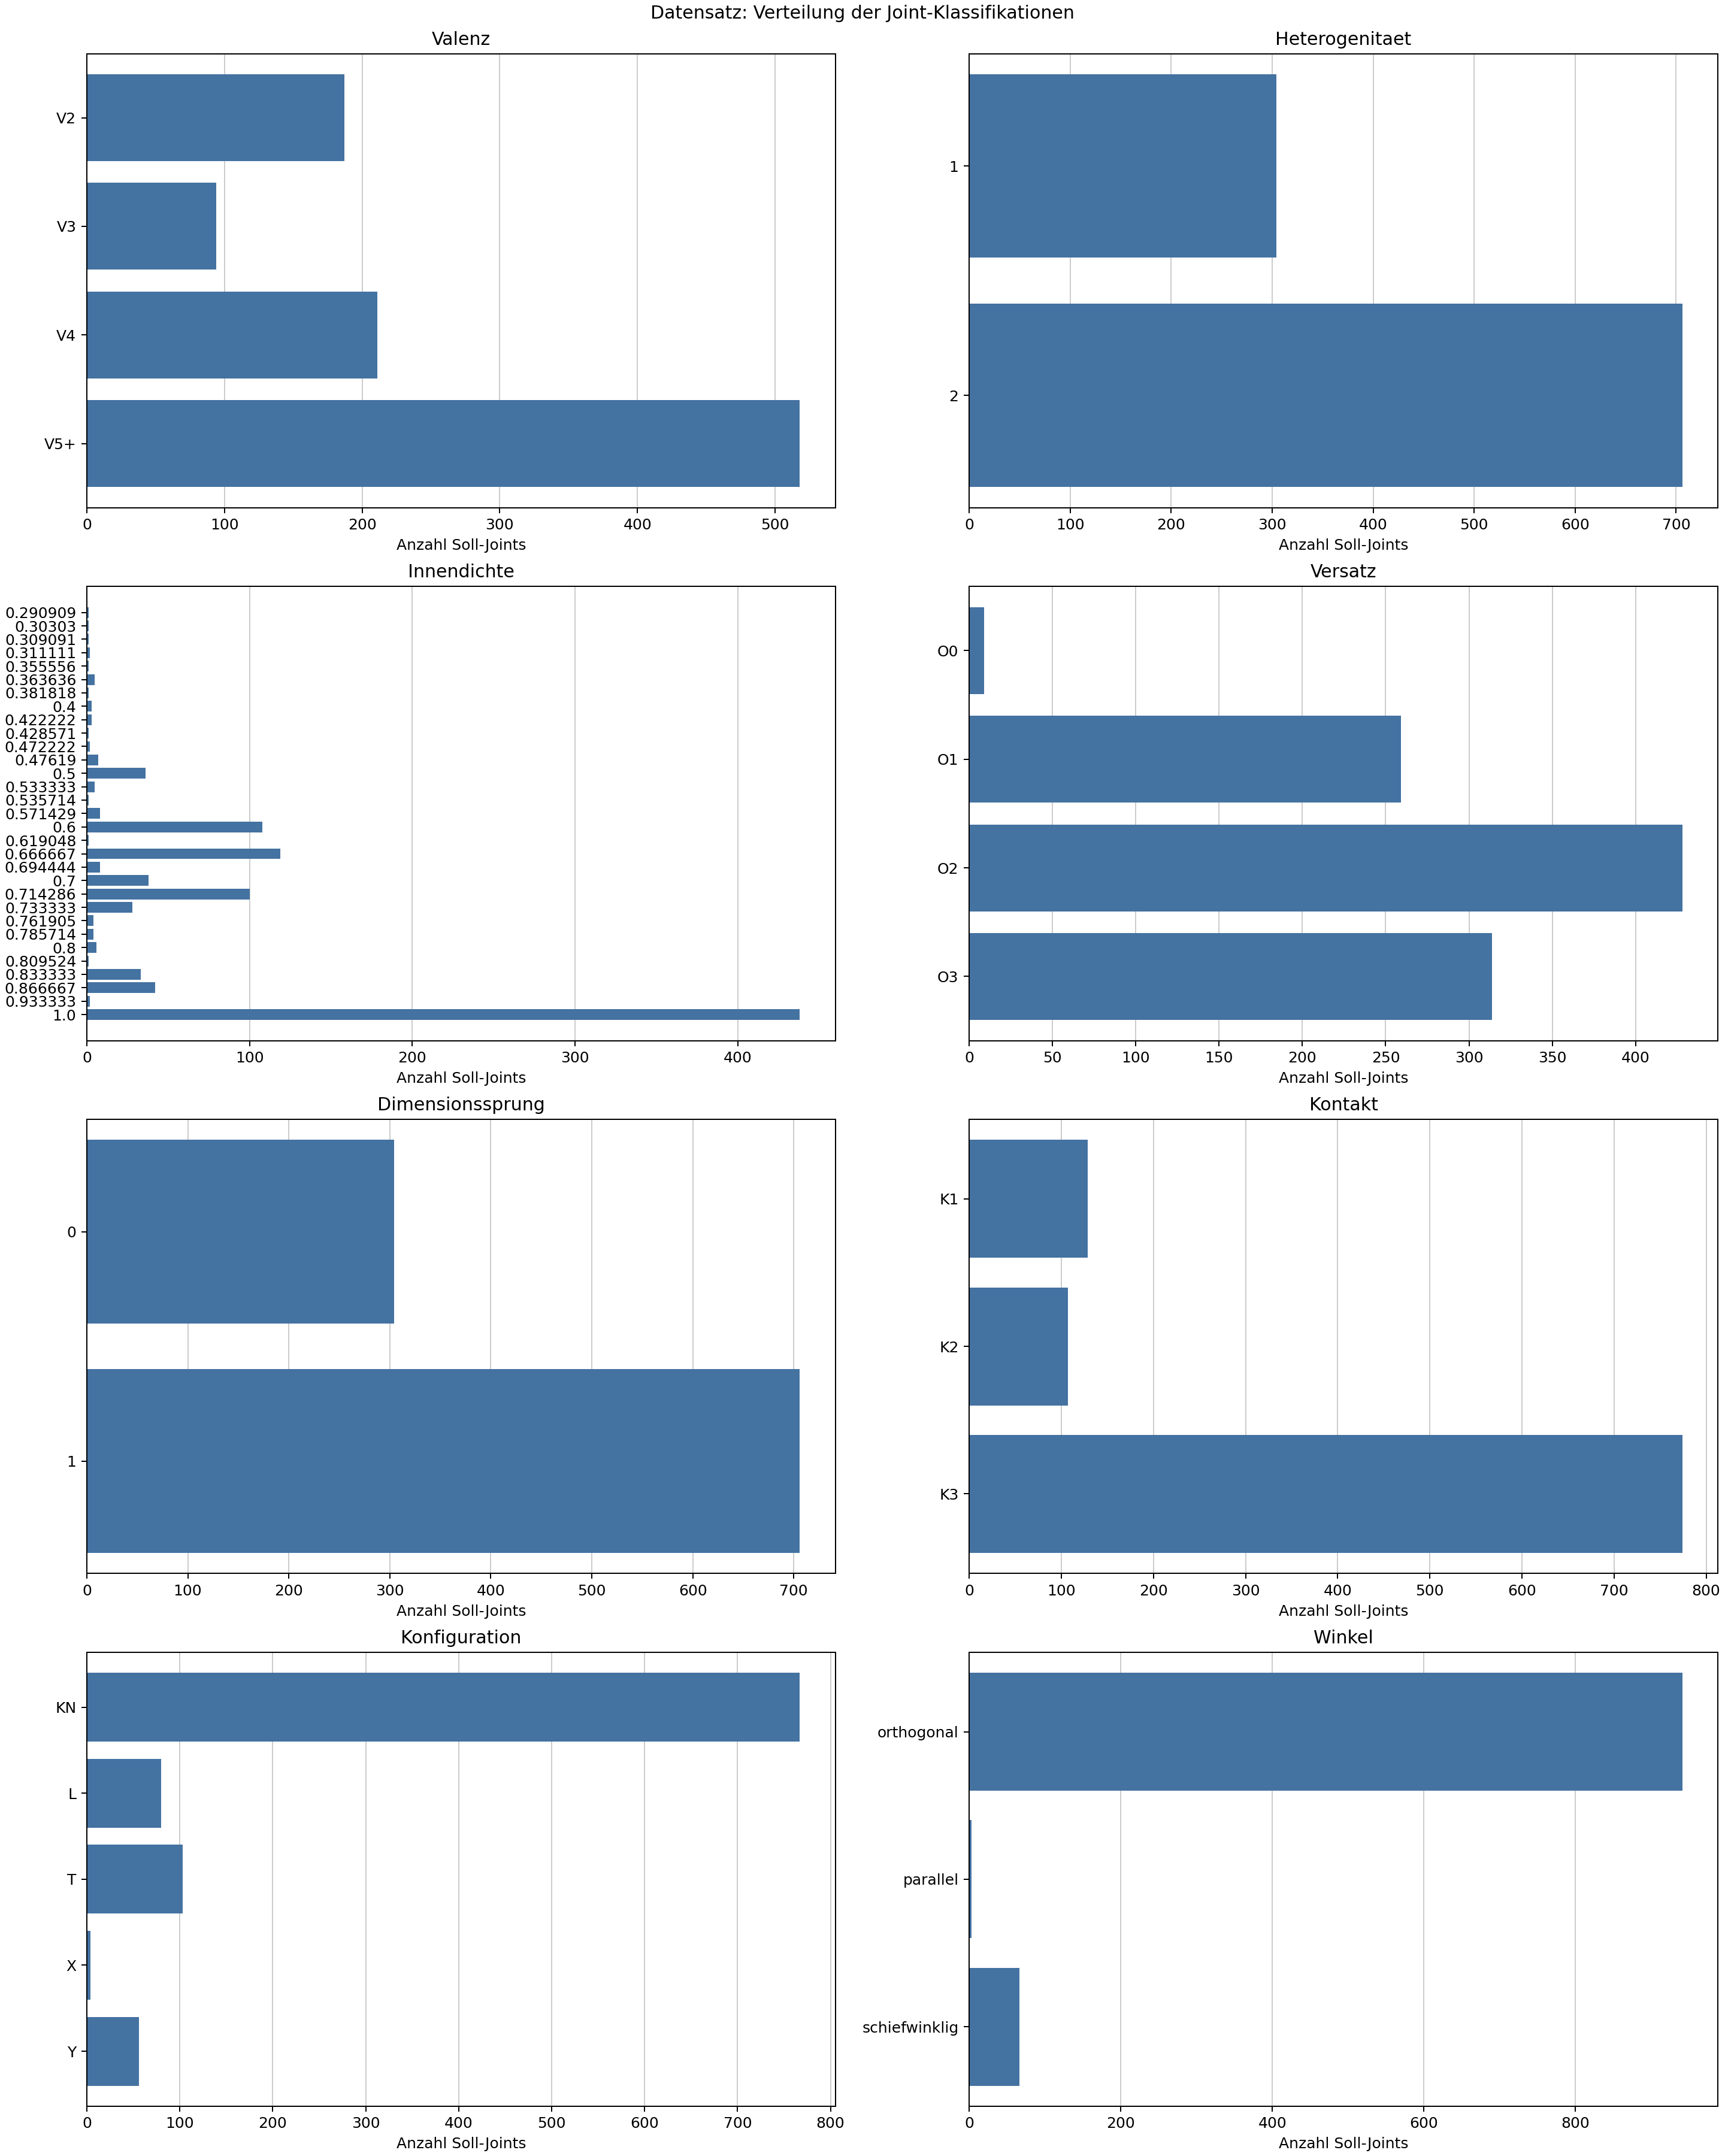 Datensatz: Verteilung der Joint-Klassifikationen
Valenz
V2
V3
V4
V5+
0 100 200 300 400 500
Anzahl Soll-Joints
Heterogenitaet
1
2
0 100 200 300 400 500 600 700
Anzahl Soll-Joints
Innendichte
0.290909
0.30303
0.309091
0.311111
0.355556
0.363636
0.381818
0.4
0.422222
0.428571
0.472222
0.47619
0.5
0.533333
0.535714
0.571429
0.6
0.619048
0.666667
0.694444
0.7
0.714286
0.733333
0.761905
0.785714
0.8
0.809524
0.833333
0.866667
0.933333
1.0
0 100 200 300 400
Anzahl Soll-Joints
Versatz
O0
O1
O2
O3
0 50 100 150 200 250 300 350 400
Anzahl Soll-Joints
Dimensionssprung
0
1
0 100 200 300 400 500 600 700
Anzahl Soll-Joints
Kontakt
K1
K2
K3
0 100 200 300 400 500 600 700 800
Anzahl Soll-Joints
Konfiguration
KN
L
T
X
Y
0 100 200 300 400 500 600 700 800
Anzahl Soll-Joints
Winkel
orthogonal
parallel
schiefwinklig
0 200 400 600 800
Anzahl Soll-Joints